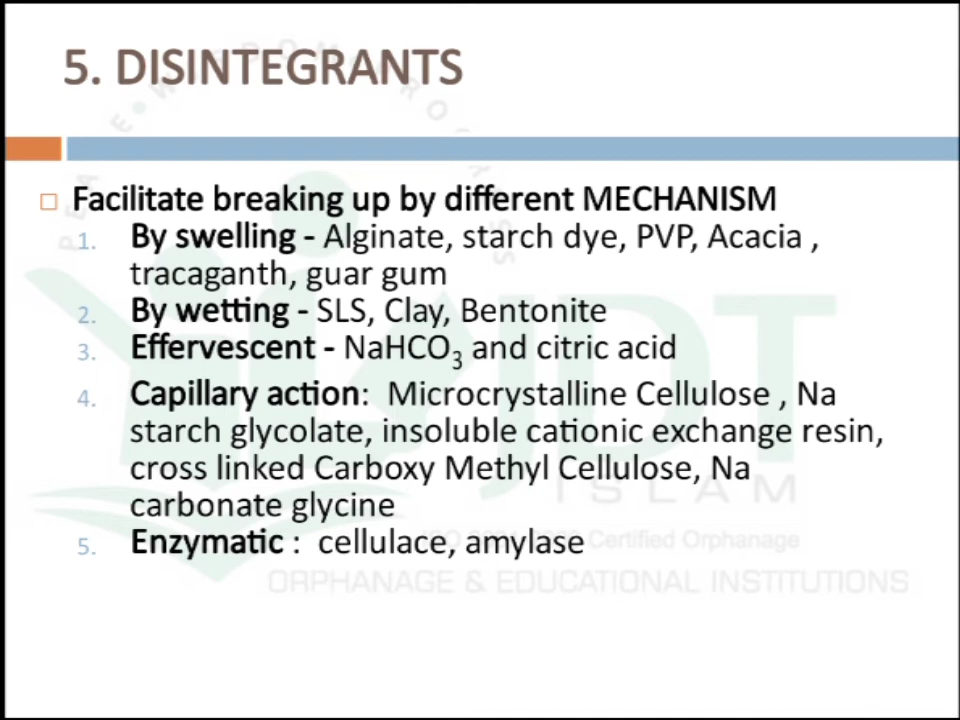 5. DISINTEGRANTS
Facilitate breaking up by different MECHANISM
1. By swelling - Alginate, starch dye, PVP, Acacia ,
tracaganth, guar gum
2. By wetting - SLS, Clay, Bentonite
3. Effervescent - NaHCO₃ and citric acid
4. Capillary action: Microcrystalline Cellulose , Na
starch glycolate, insoluble cationic exchange resin,
cross linked Carboxy Methyl Cellulose, Na
carbonate glycine
5. Enzymatic : cellulace, amylase
JDT
ISLAM
Certified Orphanage
ORPHANAGE & EDUCATIONAL INSTITUTIONS